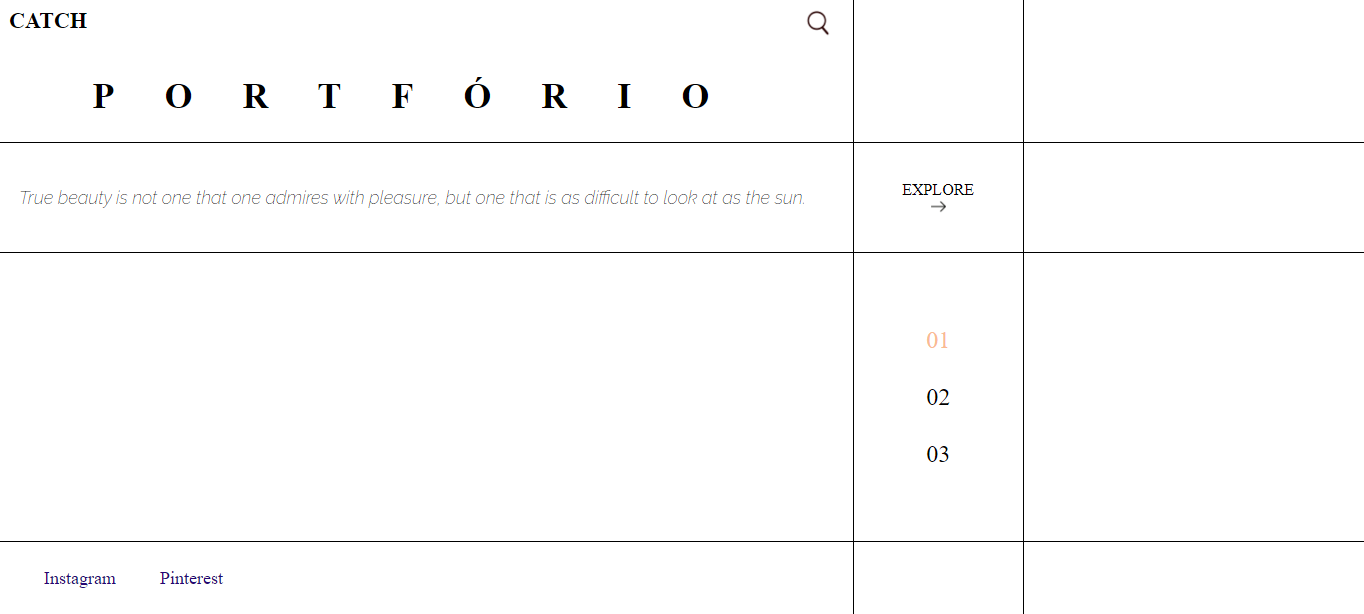 CATCH
P O R T F Ó R I O
True beauty is not one that one admires with pleasure, but one that is as difficult to look at as the sun.
EXPLORE
01
02
03
Instagram Pinterest